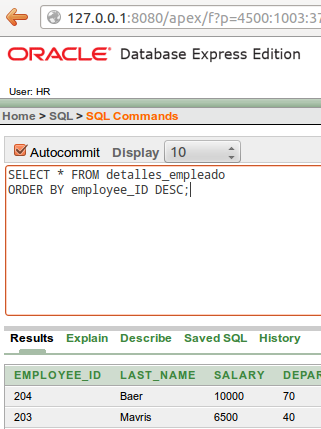 127.0.0.1:8080/apex/f?p=4500:1003:37
ORACLE® Database Express Edition
User: HR
Home > SQL > SQL Commands
Autocommit Display 10
SELECT * FROM detalles_empleado
ORDER BY employee_ID DESC;
Results Explain Describe Saved SQL History
EMPLOYEE_ID LAST_NAME SALARY DEPAR
204 Baer 10000 70
203 Mavris 6500 40